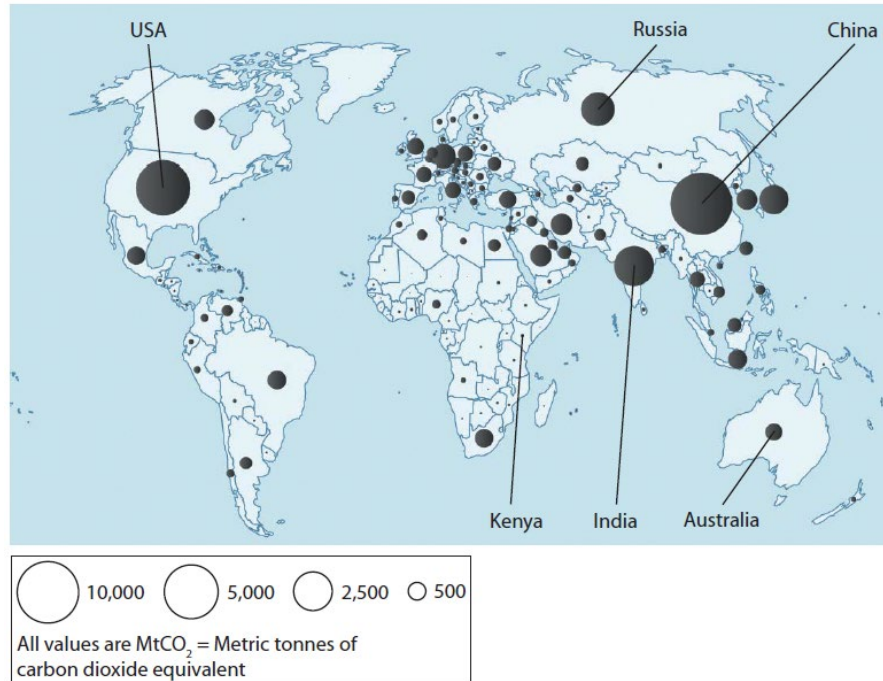 USA
Russia
China
Kenya
India
Australia
10,000
5,000
2,500
500
All values are MtCO₂ = Metric tonnes of
carbon dioxide equivalent